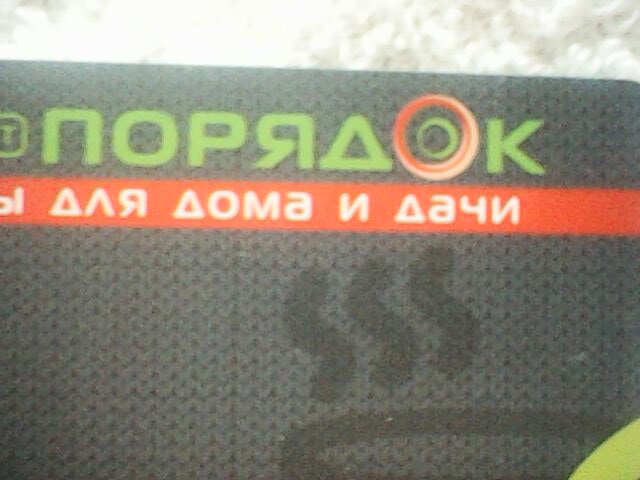 т ПОРЯДОК
ы для дома и дачи